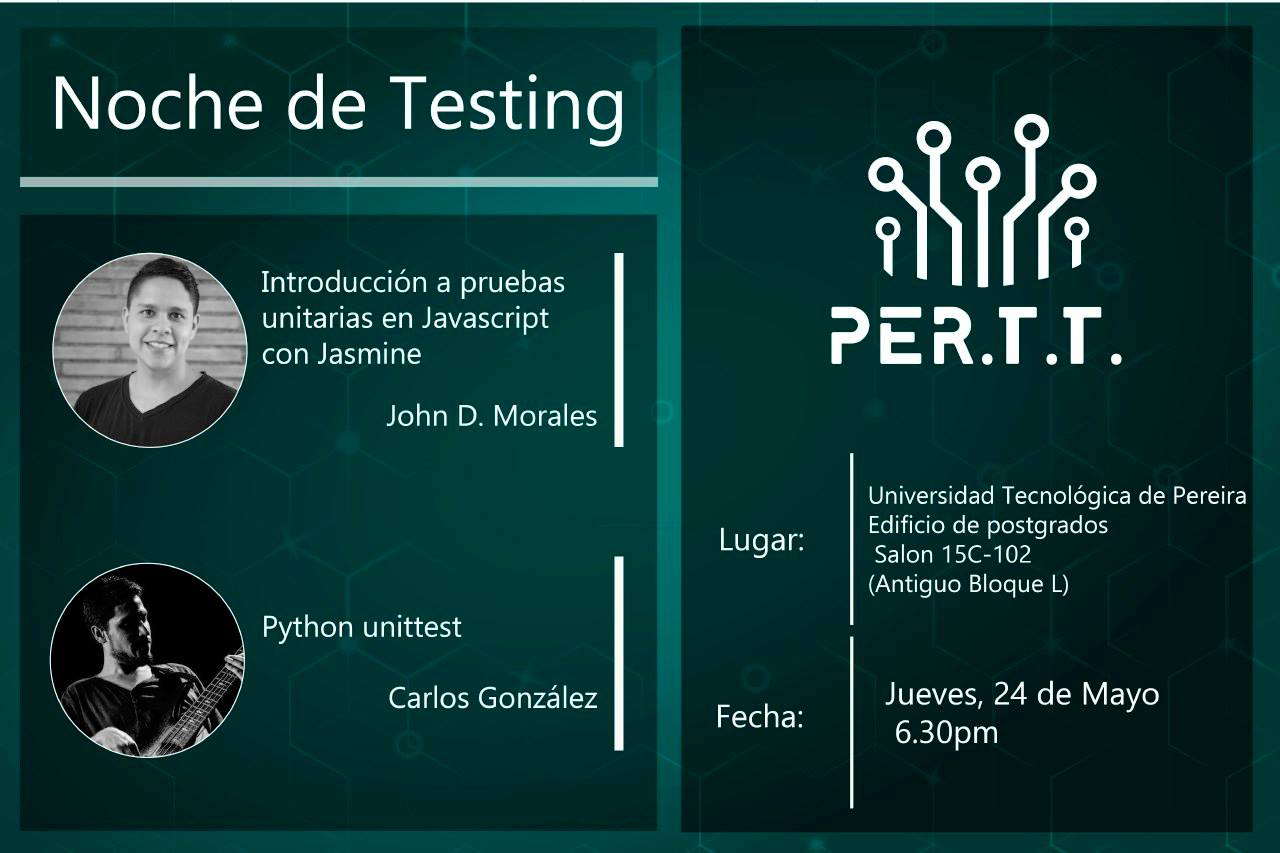 Noche de Testing
Introducción a pruebas
unitarias en Javascript
con Jasmine
John D. Morales
Python unittest
Carlos González
PER.T.T.
Lugar:
Universidad Tecnológica de Pereira
Edificio de postgrados
Salon 15C-102
(Antiguo Bloque L)
Fecha:
Jueves, 24 de Mayo
6.30pm